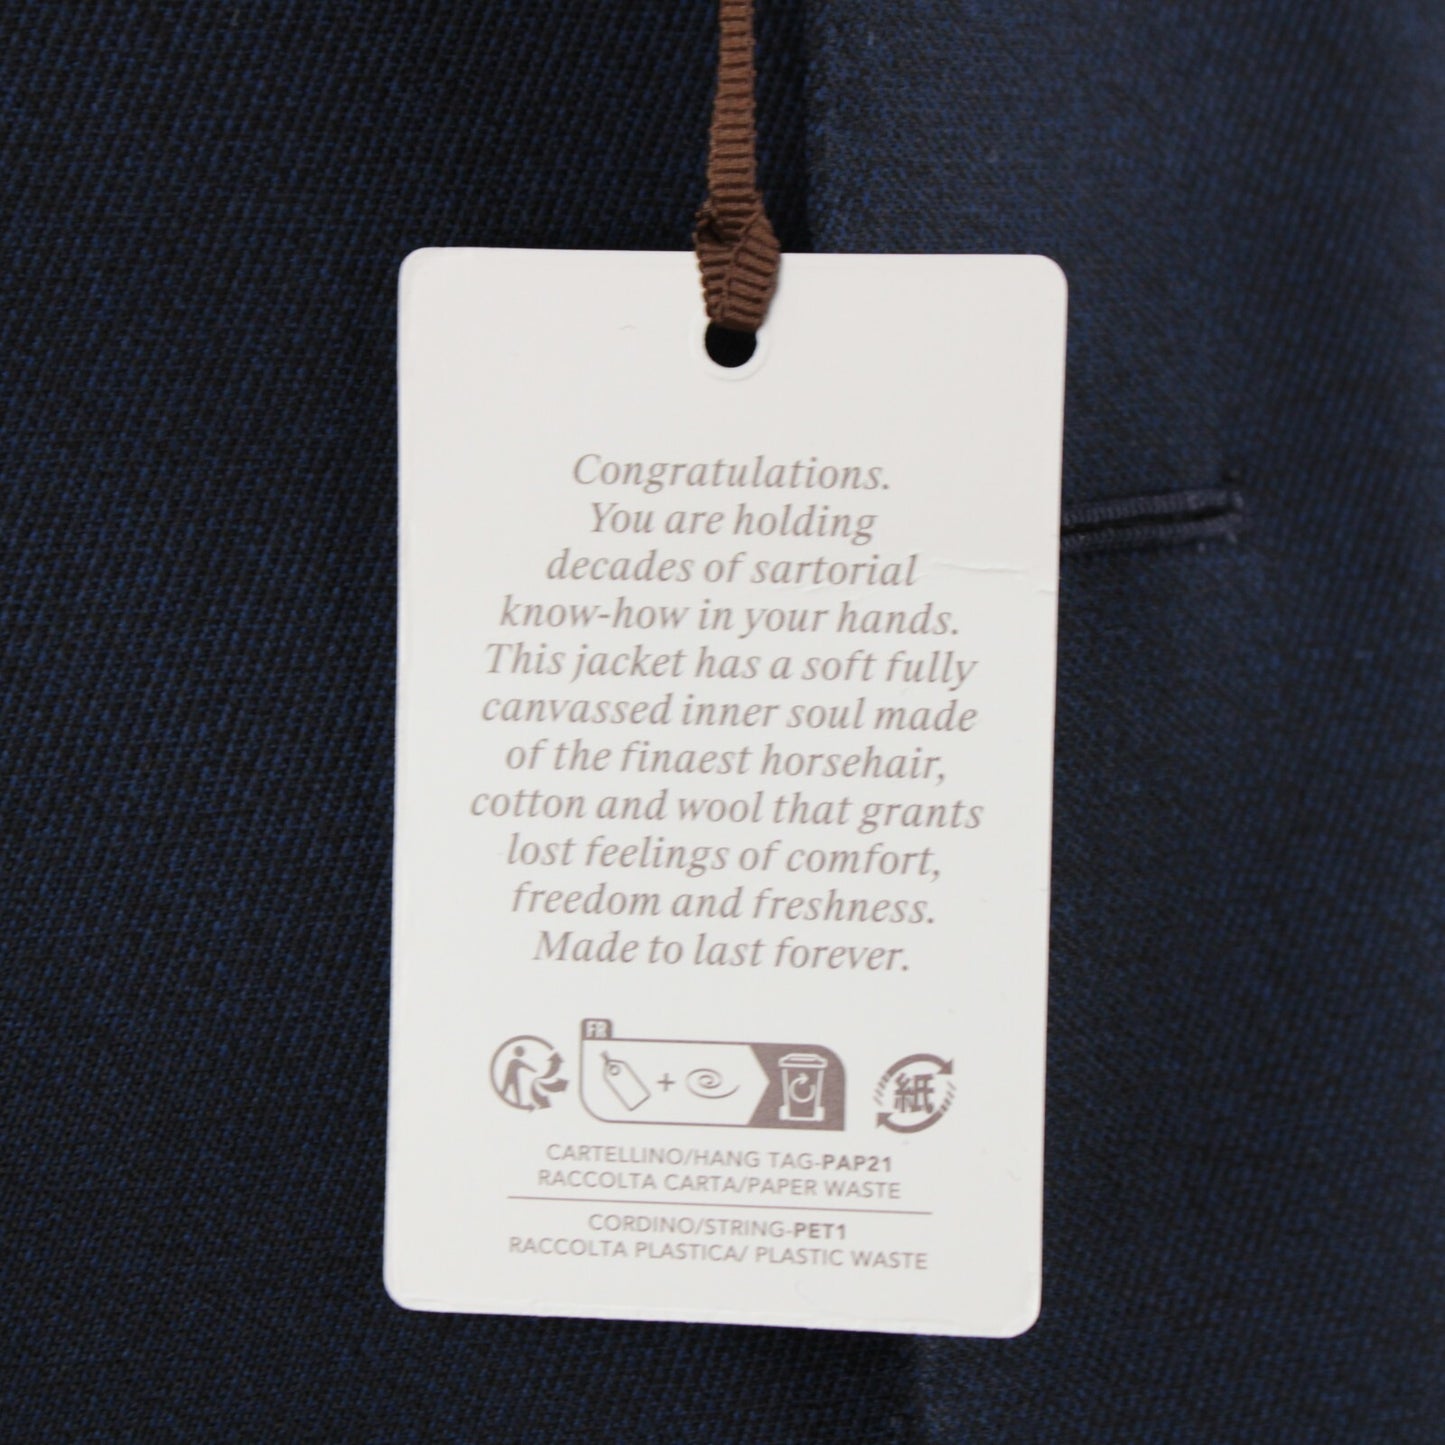 Congratulations.
You are holding
decades of sartorial
know-how in your hands.
This jacket has a soft fully
canvassed inner soul made
of the finaest horsehair,
cotton and wool that grants
lost feelings of comfort,
freedom and freshness.
Made to last forever.
FR
+
紙
CARTELLINO/HANG TAG-PAP21
RACCOLTA CARTA/PAPER WASTE
CORDINO/STRING-PET1
RACCOLTA PLASTICA/ PLASTIC WASTE